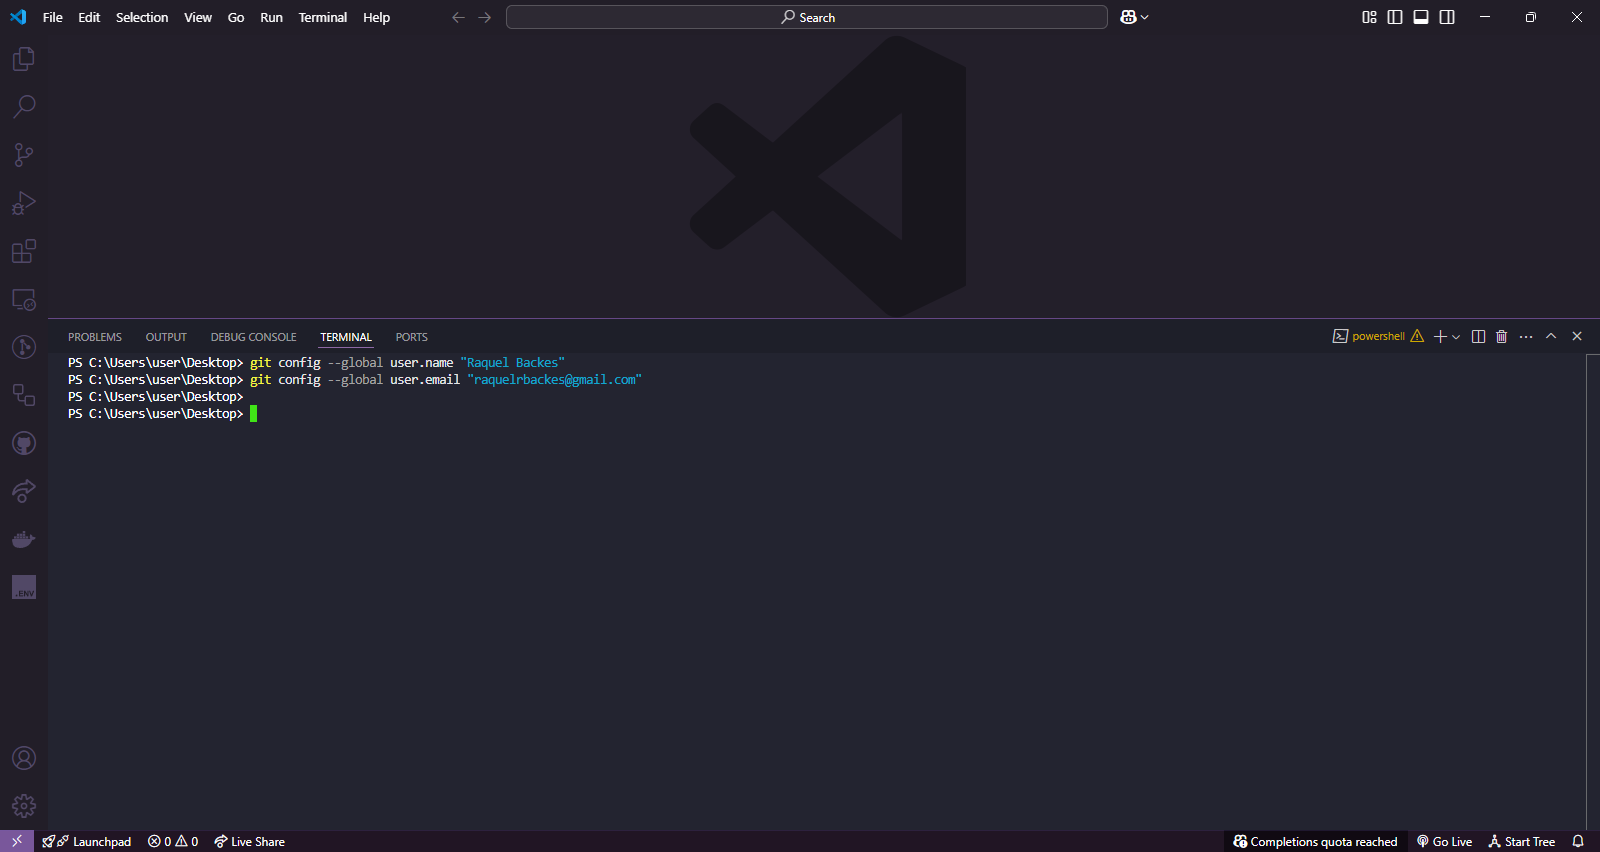 File Edit Selection View Go Run Terminal Help Search
PROBLEMS OUTPUT DEBUG CONSOLE TERMINAL PORTS powershell
PS C:\Users\user\Desktop> git config --global user.name "Raquel Backes"
PS C:\Users\user\Desktop> git config --global user.email "raquelrbackes@gmail.com"
PS C:\Users\user\Desktop>
PS C:\Users\user\Desktop>
.ENV
Launchpad 0 0 Live Share Completions quota reached Go Live Start Tree